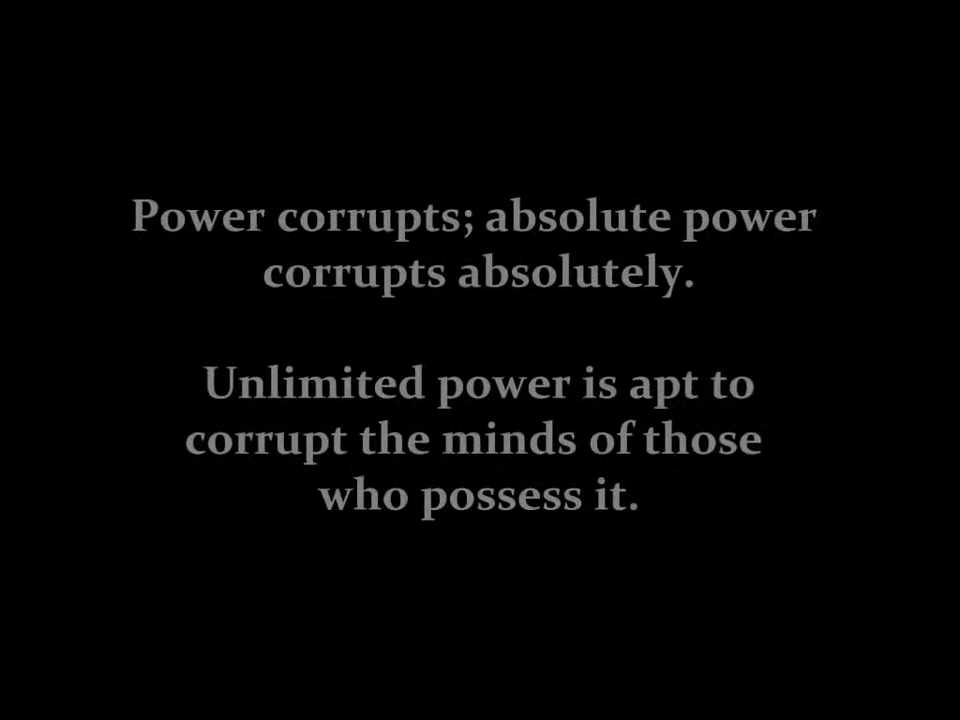 Power corrupts; absolute power
corrupts absolutely.
Unlimited power is apt to
corrupt the minds of those
who possess it.